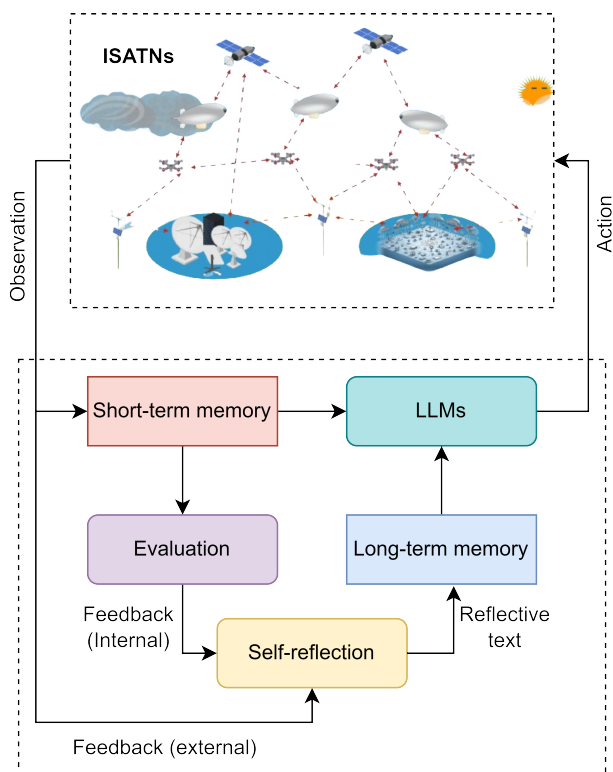 ISATNs
Observation
Action
Short-term memory
LLMs
Evaluation
Long-term memory
Feedback
(Internal)
Reflective
text
Self-reflection
Feedback (external)